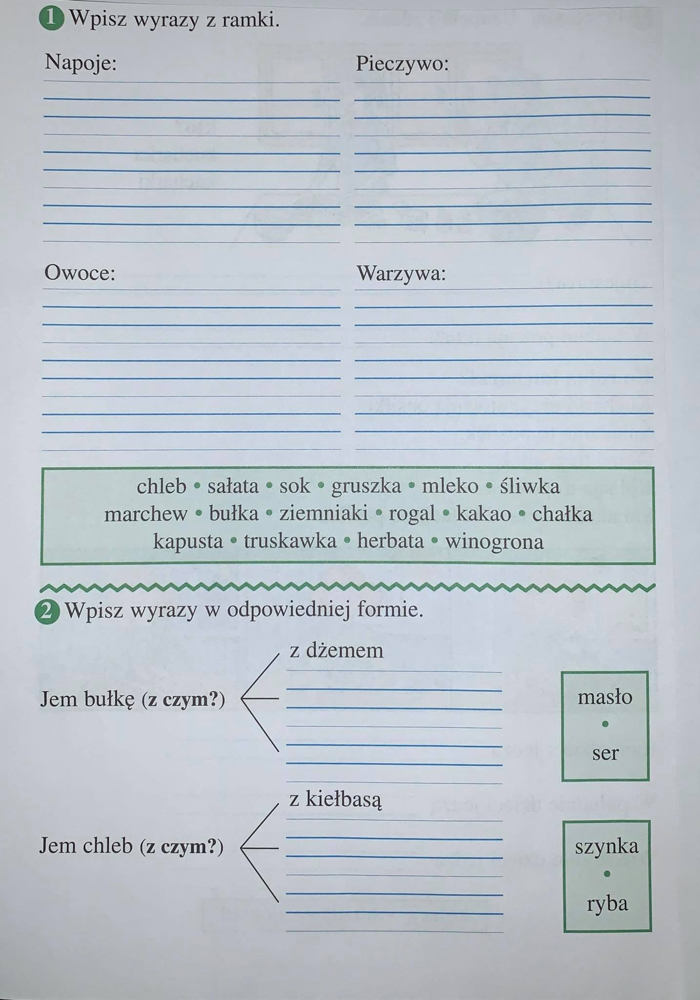 1 Wpisz wyrazy z ramki.
Napoje:
Pieczywo:
Owoce:
Warzywa:
chleb • sałata • sok • gruszka • mleko • śliwka
marchew • bułka • ziemniaki • rogal • kakao • chałka
kapusta • truskawka • herbata • winogrona
2 Wpisz wyrazy w odpowiedniej formie.
z dżemem
Jem bułkę (z czym?)
masło
•
ser
z kiełbasą
Jem chleb (z czym?)
szynka
•
ryba